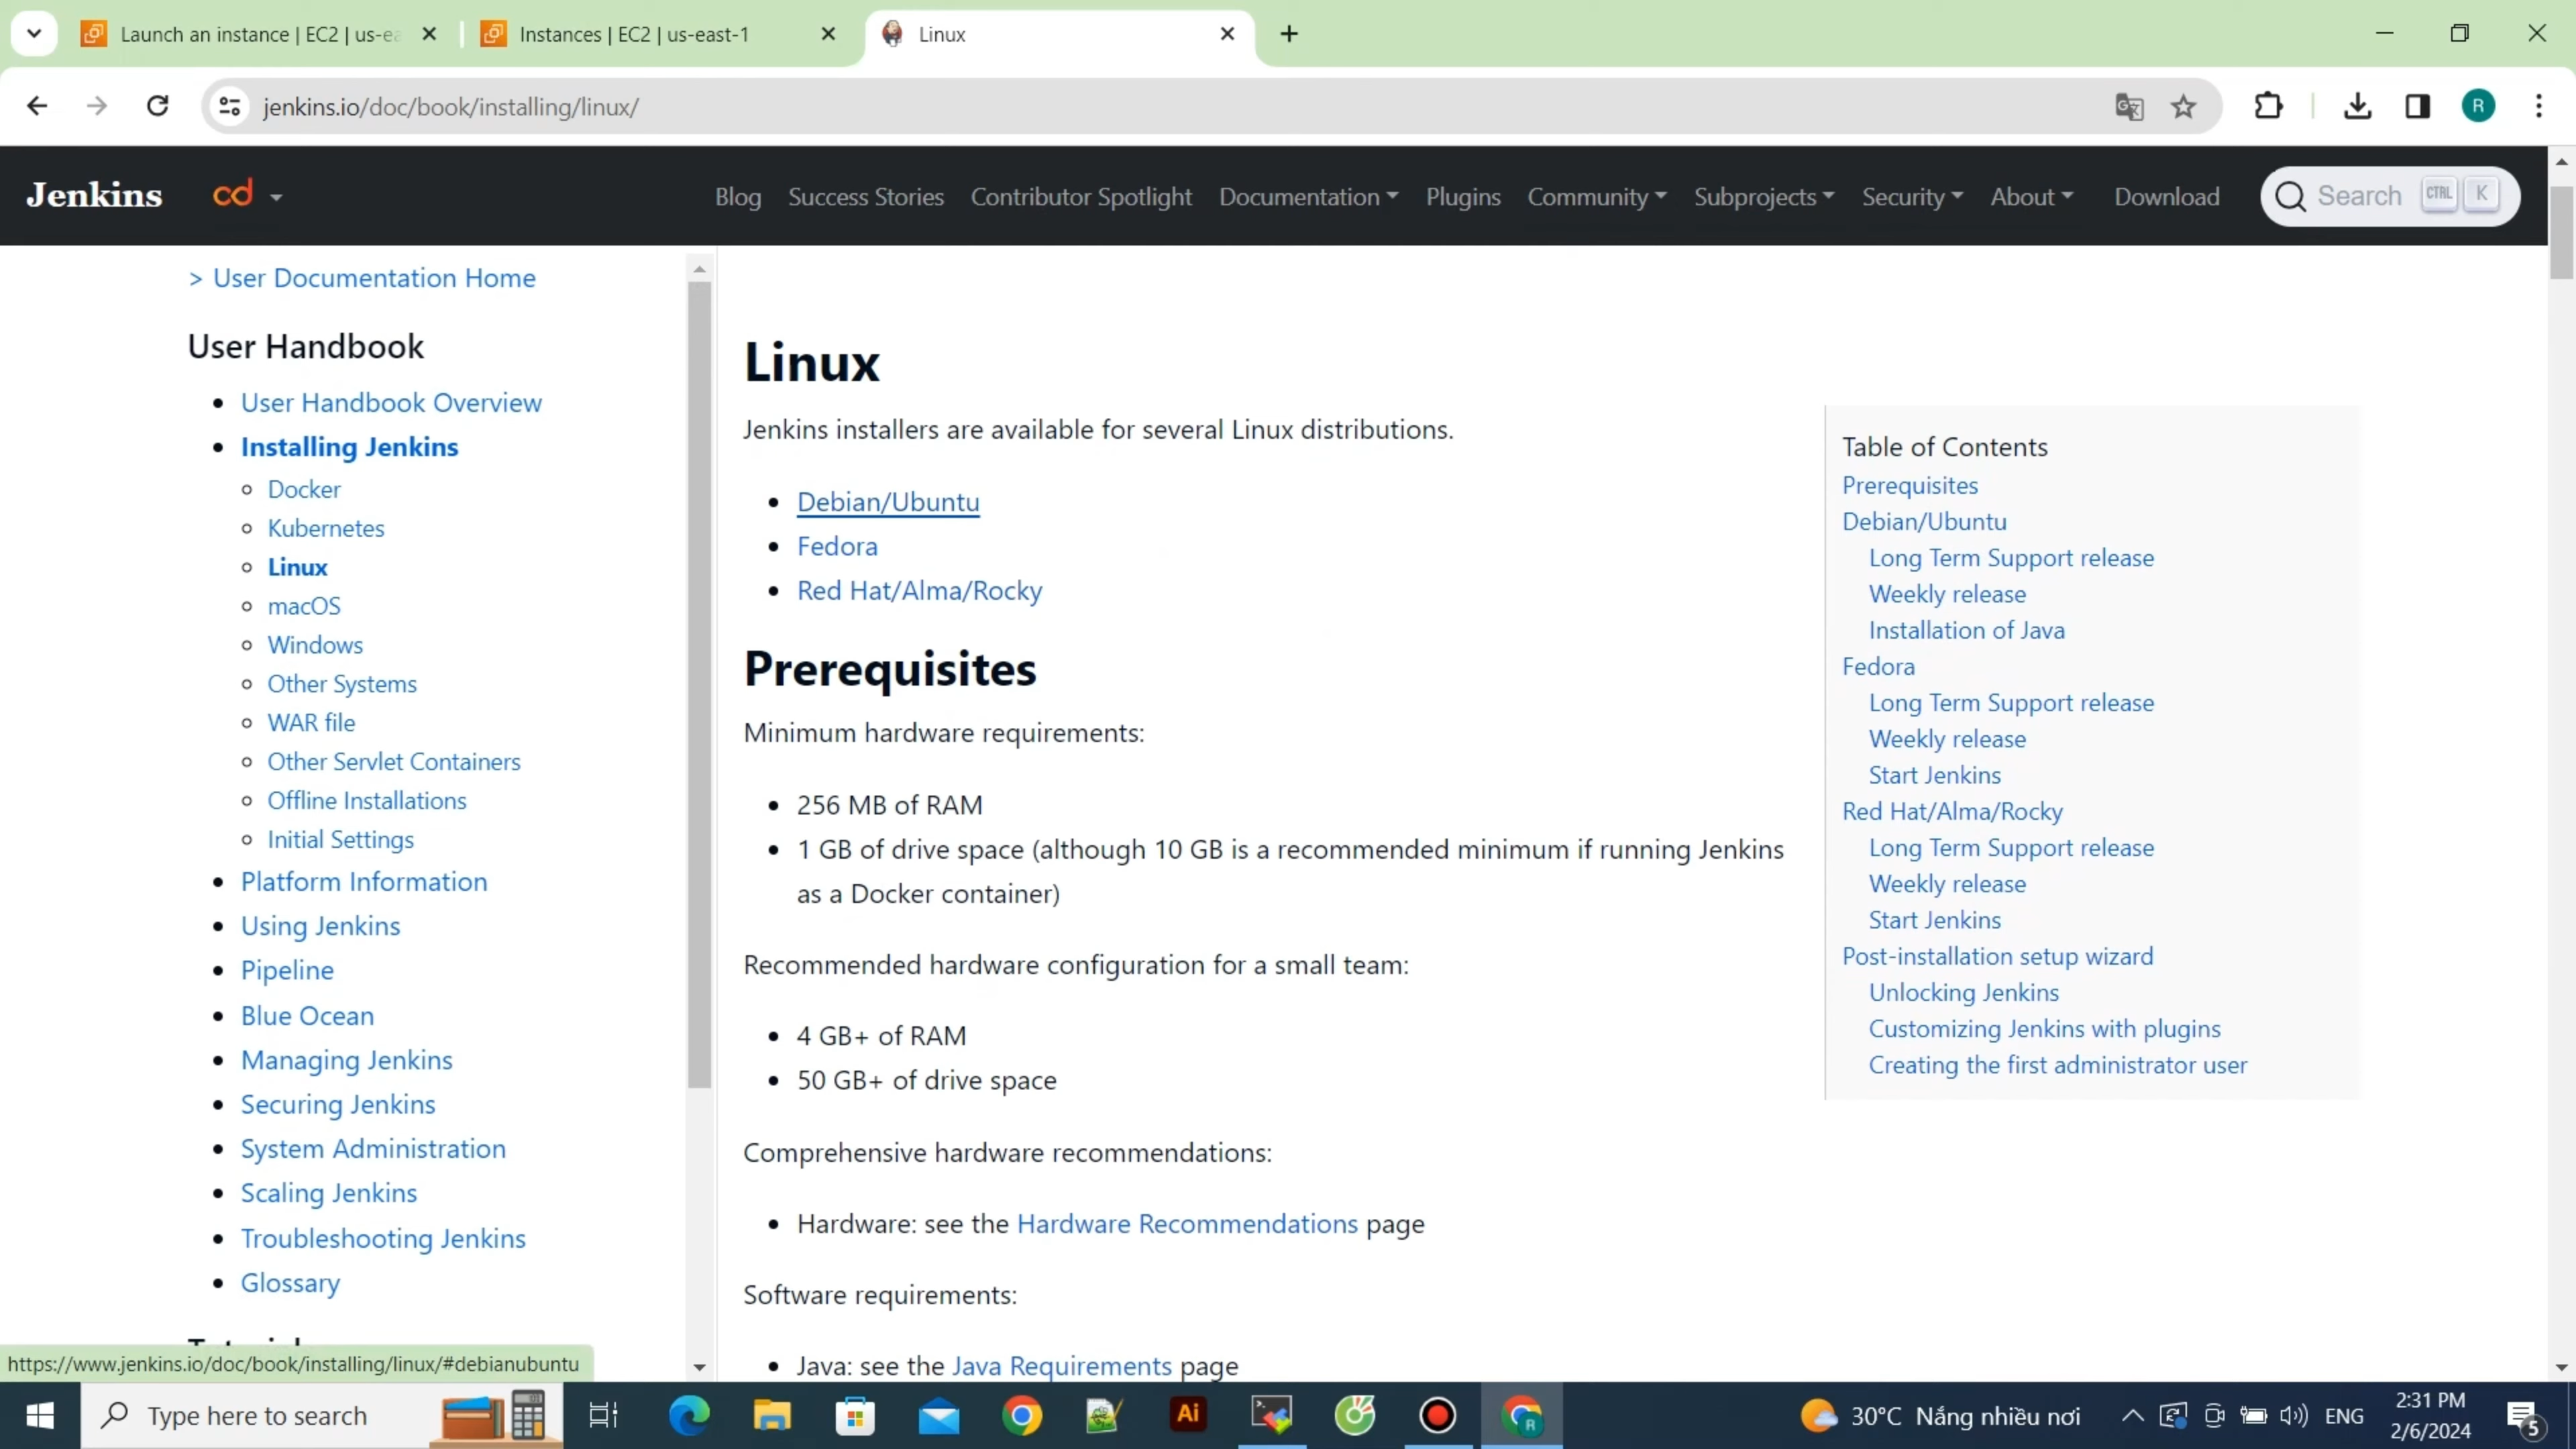 Launch an instance | EC2 | us-ea
Instances | EC2 | us-east-1
Linux
jenkins.io/doc/book/installing/linux/
R
Jenkins
cd
Blog
Success Stories
Contributor Spotlight
Documentation
Plugins
Community
Subprojects
Security
About
Download
Search CTRL K
> User Documentation Home
User Handbook
User Handbook Overview
Installing Jenkins
Docker
Kubernetes
Linux
macOS
Windows
Other Systems
WAR file
Other Servlet Containers
Offline Installations
Initial Settings
Platform Information
Using Jenkins
Pipeline
Blue Ocean
Managing Jenkins
Securing Jenkins
System Administration
Scaling Jenkins
Troubleshooting Jenkins
Glossary
Linux
Jenkins installers are available for several Linux distributions.
Debian/Ubuntu
Fedora
Red Hat/Alma/Rocky
Prerequisites
Minimum hardware requirements:
256 MB of RAM
1 GB of drive space (although 10 GB is a recommended minimum if running Jenkins
as a Docker container)
Recommended hardware configuration for a small team:
4 GB+ of RAM
50 GB+ of drive space
Comprehensive hardware recommendations:
Hardware: see the Hardware Recommendations page
Software requirements:
Java: see the Java Requirements page
Table of Contents
Prerequisites
Debian/Ubuntu
Long Term Support release
Weekly release
Installation of Java
Fedora
Long Term Support release
Weekly release
Start Jenkins
Red Hat/Alma/Rocky
Long Term Support release
Weekly release
Start Jenkins
Post-installation setup wizard
Unlocking Jenkins
Customizing Jenkins with plugins
Creating the first administrator user
https://www.jenkins.io/doc/book/installing/linux/#debianubuntu
Type here to search
Ai
R
30°C Nắng nhiều nơi
ENG
2:31 PM
2/6/2024
5